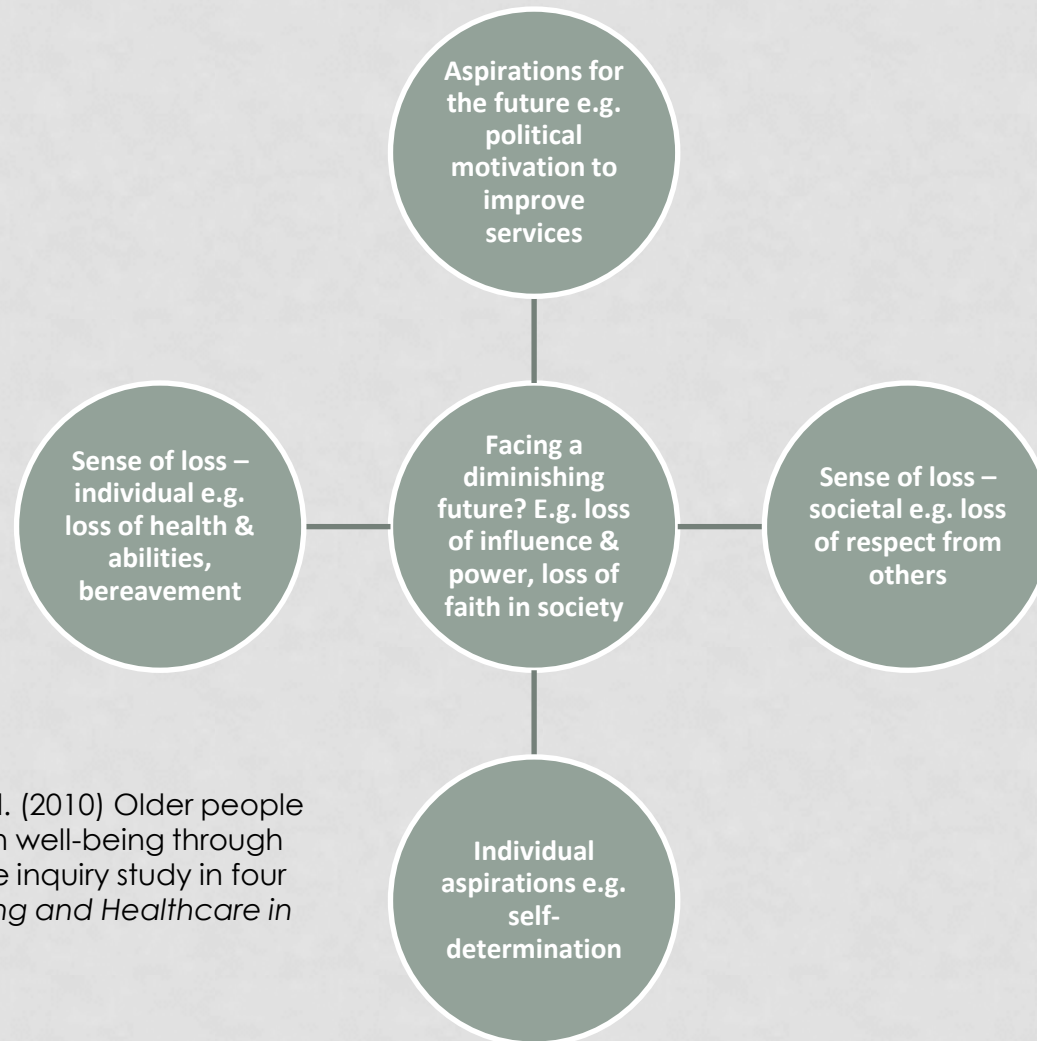 Aspirations for
the future e.g.
political
motivation to
improve
services
Sense of loss –
individual e.g.
loss of health &
abilities,
bereavement
Facing a
diminishing
future? E.g. loss
of influence &
power, loss of
faith in society
Sense of loss –
societal e.g. loss
of respect from
others
l. (2010) Older people
well-being through
inquiry study in four
and Healthcare in
Individual
aspirations e.g.
self-
determination